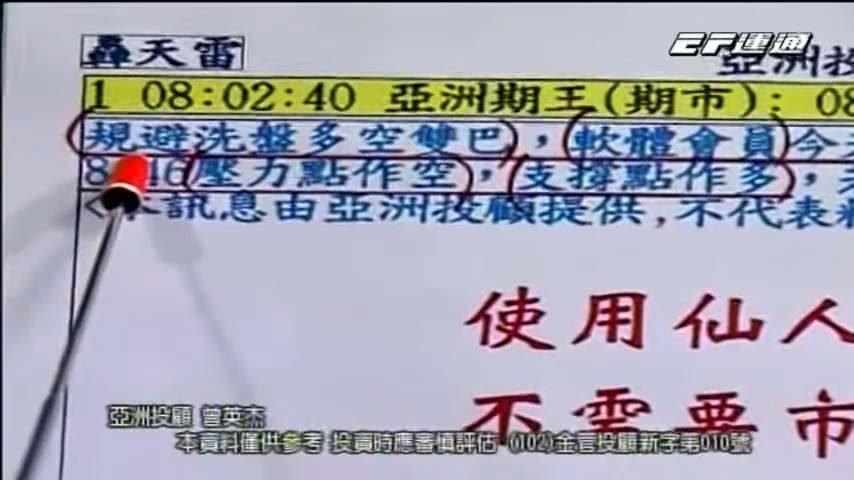 EF運通
轟天雷
亞洲投
1 08:02:40 亞洲期王(期市): 08
(規避洗盤多空雙巴),(軟體會員)今
8: 46(壓力點作空),(支撐點作多),
訊息由亞洲投顧提供,不代表
使用仙人
不需要市
亞洲投顧 曾英杰
本資料僅供參考 投資時應審慎評估 (102)金管投顧新字第010號